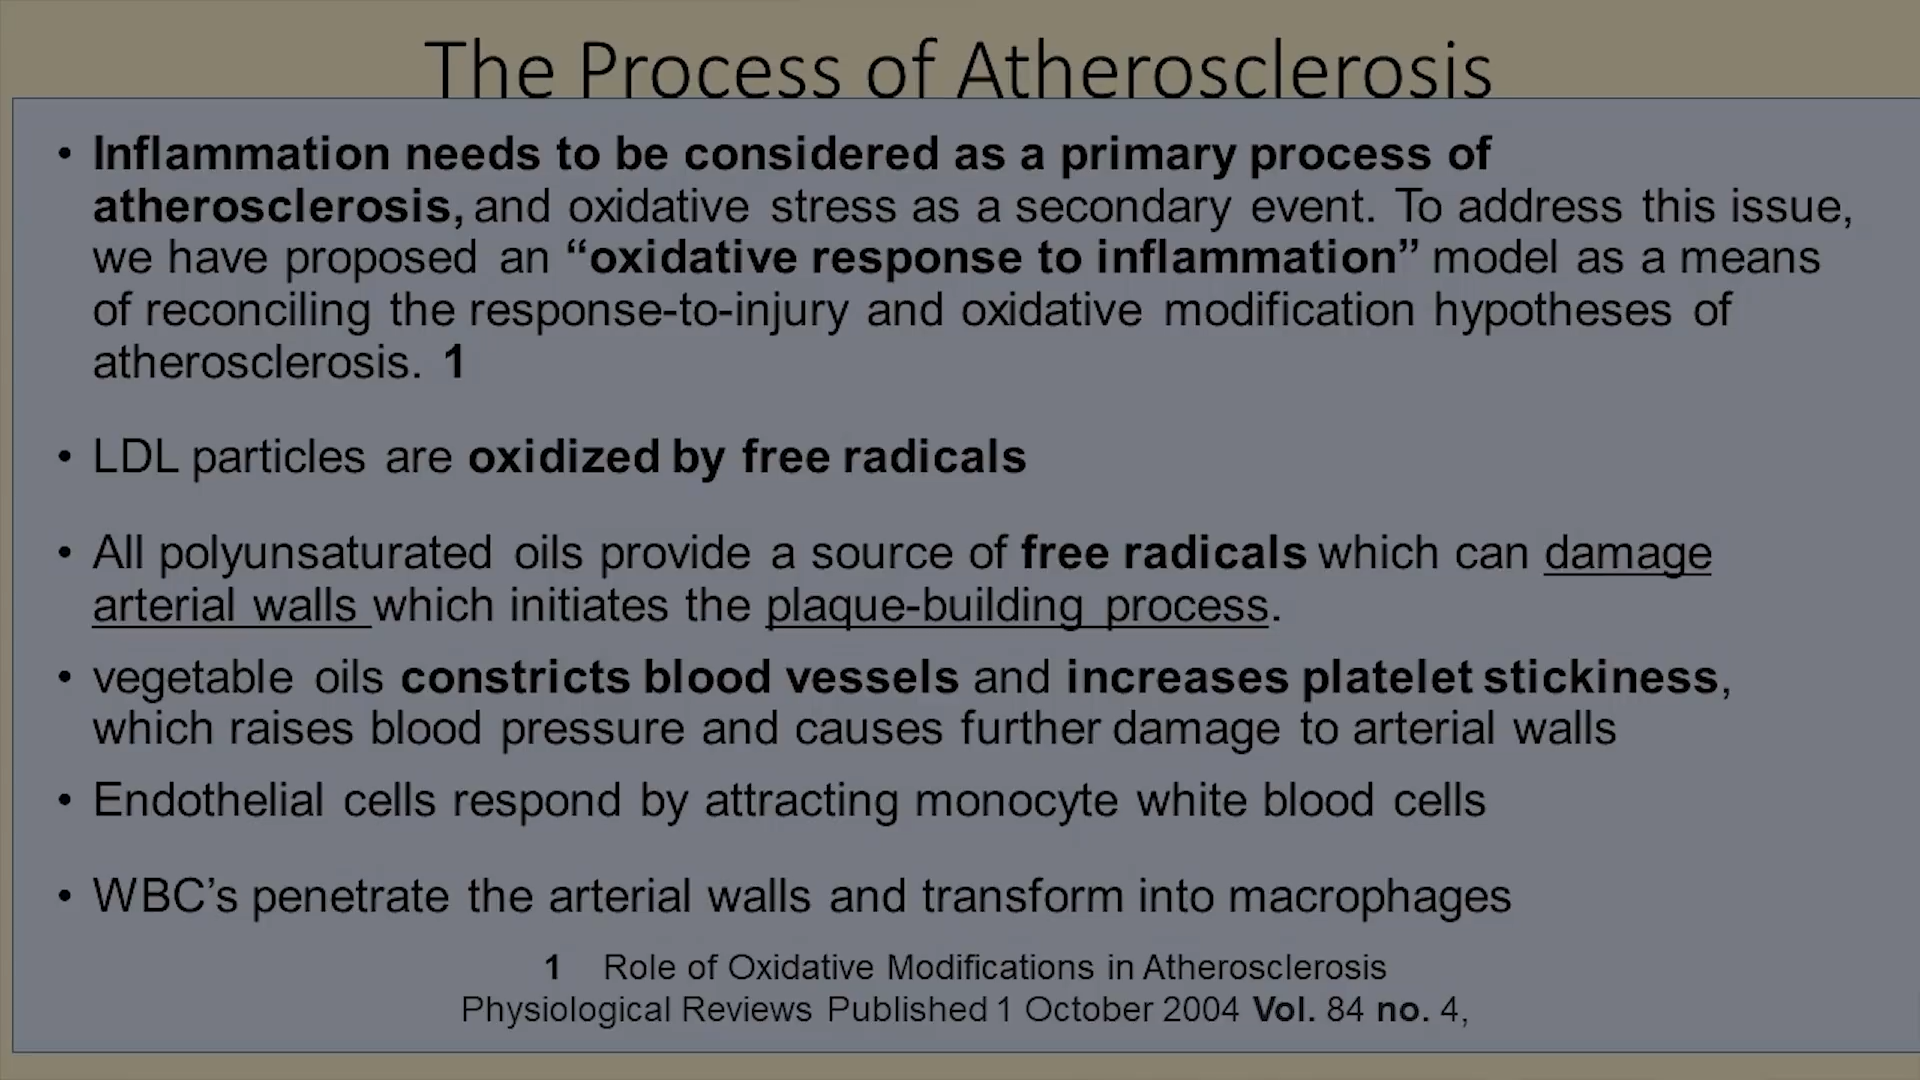 The Process of Atherosclerosis
• Inflammation needs to be considered as a primary process of
atherosclerosis, and oxidative stress as a secondary event. To address this issue,
we have proposed an “oxidative response to inflammation” model as a means
of reconciling the response-to-injury and oxidative modification hypotheses of
atherosclerosis. 1
• LDL particles are oxidized by free radicals
• All polyunsaturated oils provide a source of free radicals which can damage
arterial walls which initiates the plaque-building process.
• vegetable oils constricts blood vessels and increases platelet stickiness,
which raises blood pressure and causes further damage to arterial walls
• Endothelial cells respond by attracting monocyte white blood cells
• WBC’s penetrate the arterial walls and transform into macrophages
1 Role of Oxidative Modifications in Atherosclerosis
Physiological Reviews Published 1 October 2004 Vol. 84 no. 4,